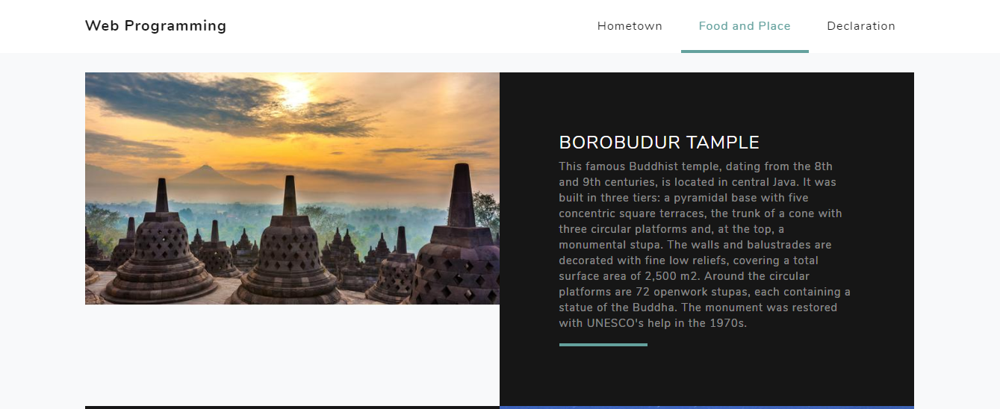 Web Programming
Hometown
Food and Place
Declaration
BOROBUDUR TAMPLE
This famous Buddhist temple, dating from the 8th
and 9th centuries, is located in central Java. It was
built in three tiers: a pyramidal base with five
concentric square terraces, the trunk of a cone with
three circular platforms and, at the top, a
monumental stupa. The walls and balustrades are
decorated with fine low reliefs, covering a total
surface area of 2,500 m2. Around the circular
platforms are 72 openwork stupas, each containing a
statue of the Buddha. The monument was restored
with UNESCO's help in the 1970s.